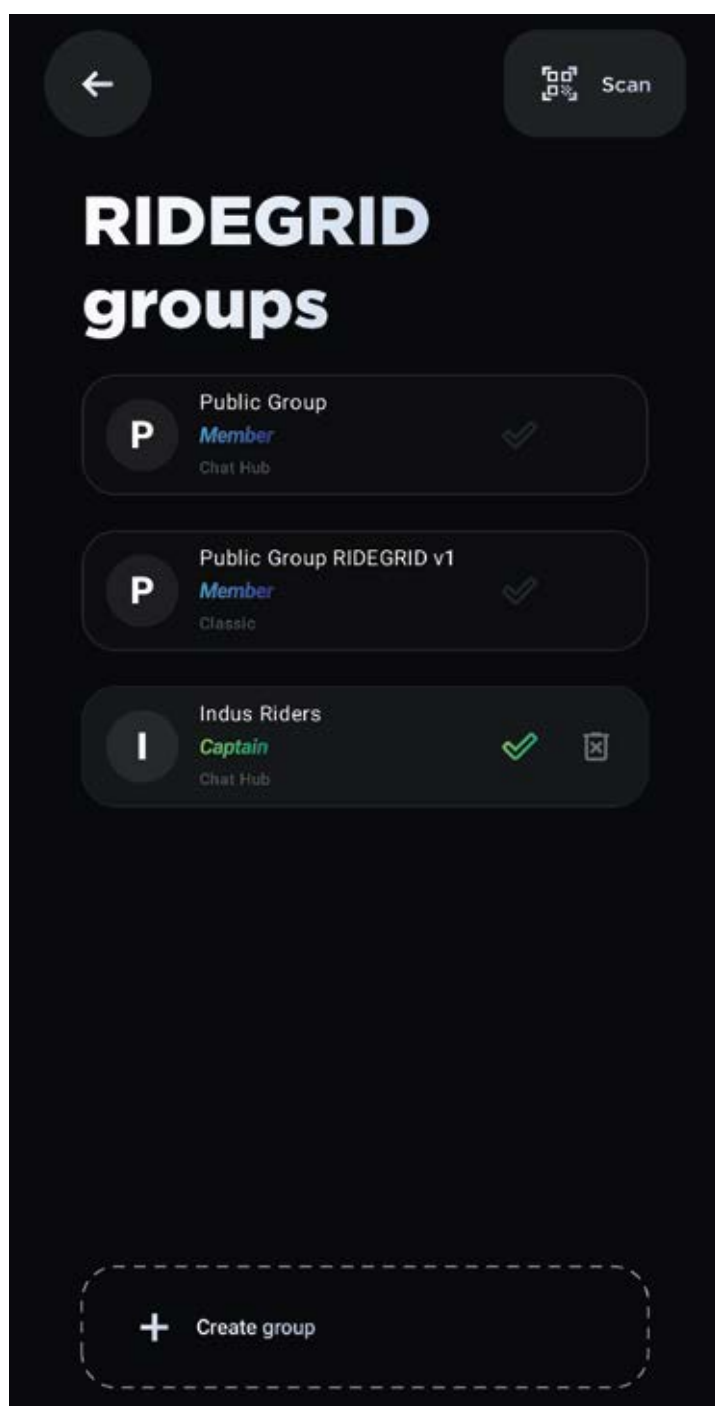 Scan
RIDEGRID
groups
P
Public Group
Member
Chat Hub
P
Public Group RIDEGRID v1
Member
Classic
I
Indus Riders
Captain
Chat Hub
Create group